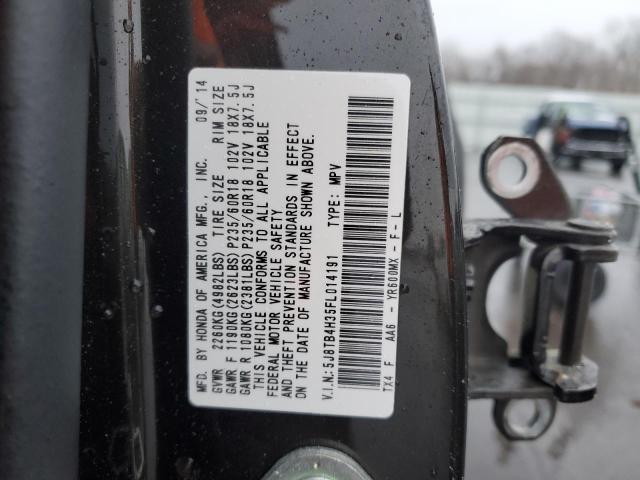 MFD. BY HONDA OF AMERICA MFG., INC. 09/'14
GVWR 2260KG(4982LBS) TIRE SIZE RIM SIZE
GAWR F 1190KG(2623LBS) P235/60R18 102V 18X7.5J
GAWR R 1080KG(2381LBS) P235/60R18 102V 18X7.5J
THIS VEHICLE CONFORMS TO ALL APPLICABLE
FEDERAL MOTOR VEHICLE SAFETY
AND THEFT PREVENTION STANDARDS IN EFFECT
ON THE DATE OF MANUFACTURE SHOWN ABOVE.
V.I.N.: 5J8TB4H35FL014191 TYPE: MPV
TX4 F AA6 - YR600MX - F- L